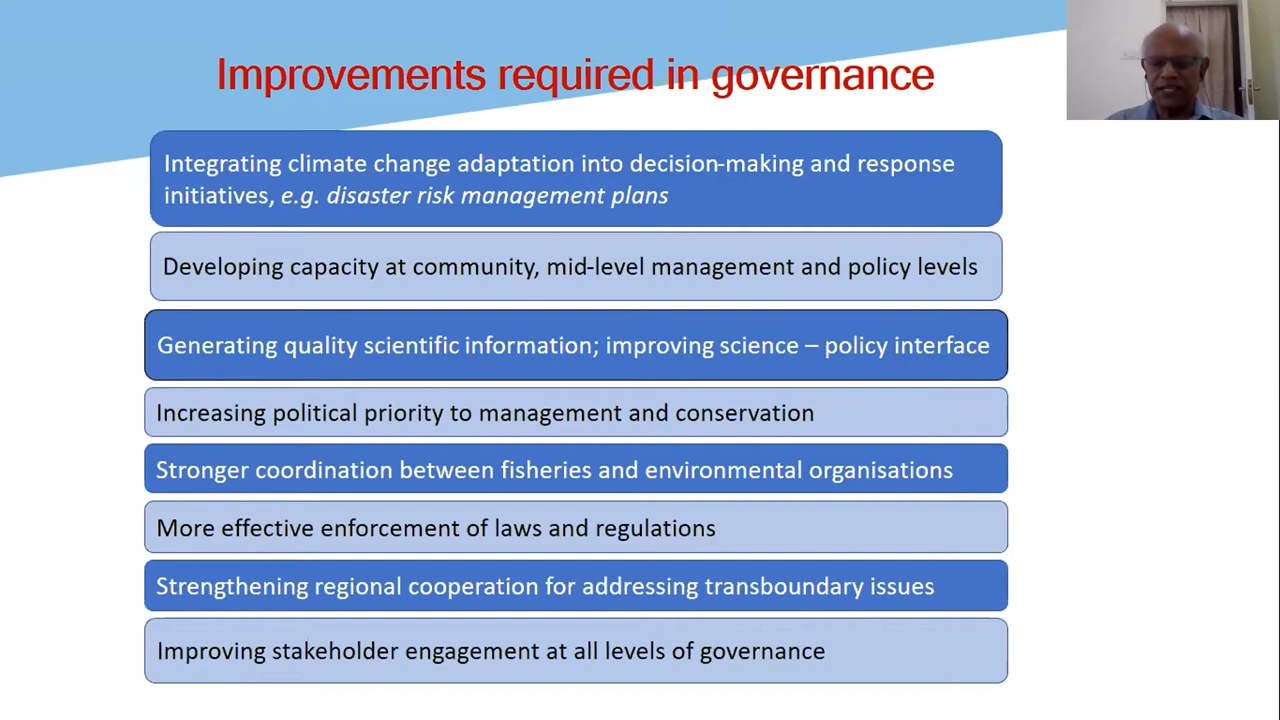 Improvements required in governance
Integrating climate change adaptation into decision-making and response
initiatives, e.g. disaster risk management plans
Developing capacity at community, mid-level management and policy levels
Generating quality scientific information; improving science – policy interface
Increasing political priority to management and conservation
Stronger coordination between fisheries and environmental organisations
More effective enforcement of laws and regulations
Strengthening regional cooperation for addressing transboundary issues
Improving stakeholder engagement at all levels of governance